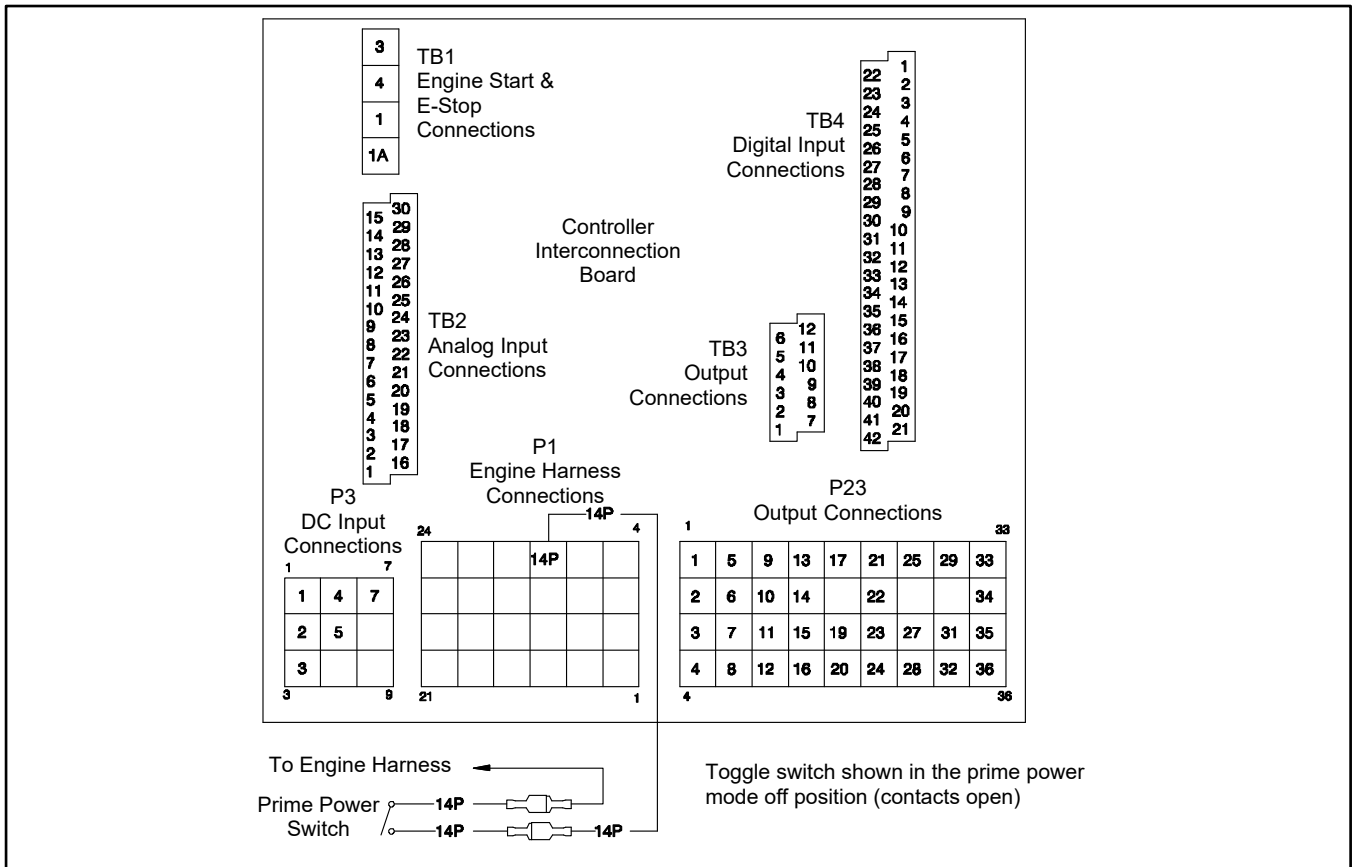 3
4
1
1A
TB1
Engine Start &
E-Stop
Connections
TB4
Digital Input
Connections
22 1
23 2
24 3
25 4
26 5
27 6
28 7
29 8
30 9
31 10
32 11
33 12
34 13
35 14
36 15
37 16
38 17
39 18
40 19
41 20
42 21
Controller
Interconnection
Board
15 30
14 29
13 28
12 27
11 26
10 25
9 24
8 23
7 22
6 21
5 20
4 19
3 18
2 17
1 16
TB2
Analog Input
Connections
TB3
Output
Connections
6 12
5 11
4 10
3 9
2 8
1 7
P3
DC Input
Connections
1 7
1 4 7
2 5
3
3 9
P1
Engine Harness
Connections
14P
24 4
14P
21 1
P23
Output Connections
1 33
1 5 9 13 17 21 25 29 33
2 6 10 14 22 34
3 7 11 15 19 23 27 31 35
4 8 12 16 20 24 28 32 36
4 36
To Engine Harness
Prime Power
Switch
14P
14P 14P
Toggle switch shown in the prime power
mode off position (contacts open)